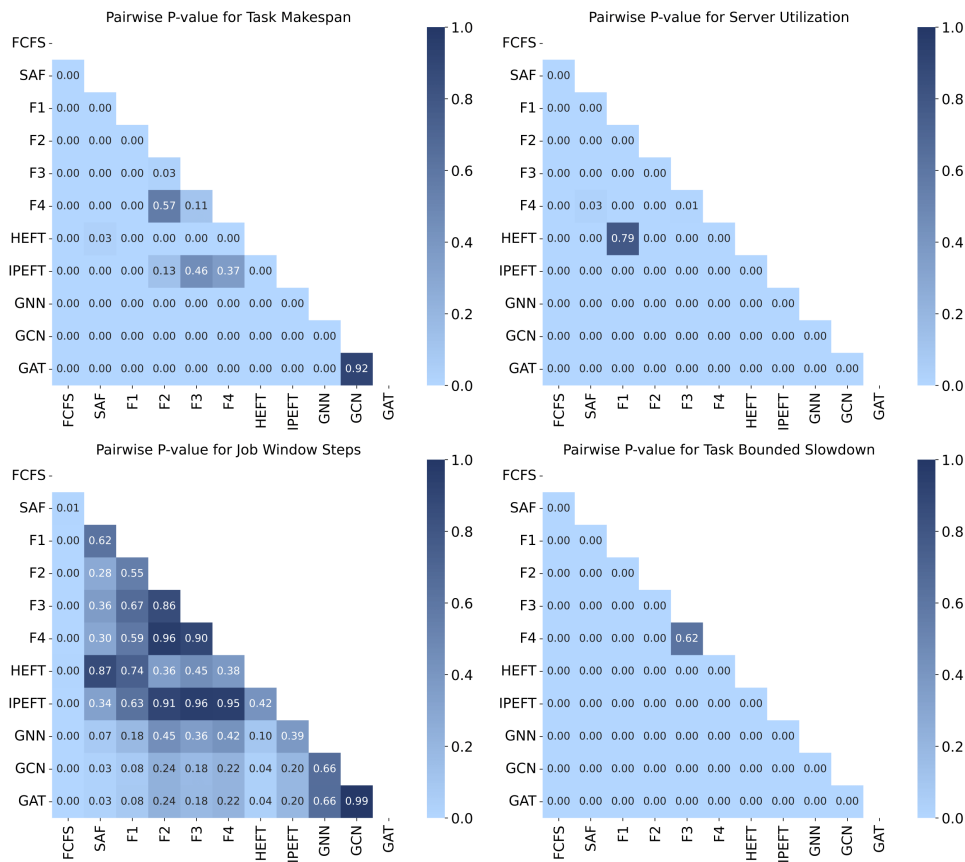 Pairwise P-value for Task Makespan
FCFS
SAF 0.00
F1 0.00 0.00
F2 0.00 0.00 0.00
F3 0.00 0.00 0.00 0.03
F4 0.00 0.00 0.00 0.57 0.11
HEFT 0.00 0.03 0.00 0.00 0.00 0.00
IPEFT 0.00 0.00 0.00 0.13 0.46 0.37 0.00
GNN 0.00 0.00 0.00 0.00 0.00 0.00 0.00 0.00
GCN 0.00 0.00 0.00 0.00 0.00 0.00 0.00 0.00 0.00
GAT 0.00 0.00 0.00 0.00 0.00 0.00 0.00 0.00 0.00 0.92
FCFS SAF F1 F2 F3 F4 HEFT IPEFT GNN GCN GAT
1.0
0.8
0.6
0.4
0.2
0.0
Pairwise P-value for Server Utilization
FCFS
SAF 0.00
F1 0.00 0.00
F2 0.00 0.00 0.00
F3 0.00 0.00 0.00 0.00
F4 0.00 0.03 0.00 0.00 0.01
HEFT 0.00 0.00 0.79 0.00 0.00 0.00
IPEFT 0.00 0.00 0.00 0.00 0.00 0.00 0.00
GNN 0.00 0.00 0.00 0.00 0.00 0.00 0.00 0.00
GCN 0.00 0.00 0.00 0.00 0.00 0.00 0.00 0.00 0.00
GAT 0.00 0.00 0.00 0.00 0.00 0.00 0.00 0.00 0.00 0.00
FCFS SAF F1 F2 F3 F4 HEFT IPEFT GNN GCN GAT
1.0
0.8
0.6
0.4
0.2
0.0
Pairwise P-value for Job Window Steps
FCFS
SAF 0.01
F1 0.00 0.62
F2 0.00 0.28 0.55
F3 0.00 0.36 0.67 0.86
F4 0.00 0.30 0.59 0.96 0.90
HEFT 0.00 0.87 0.74 0.36 0.45 0.38
IPEFT 0.00 0.34 0.63 0.91 0.96 0.95 0.42
GNN 0.00 0.07 0.18 0.45 0.36 0.42 0.10 0.39
GCN 0.00 0.03 0.08 0.24 0.18 0.22 0.04 0.20 0.66
GAT 0.00 0.03 0.08 0.24 0.18 0.22 0.04 0.20 0.66 0.99
FCFS SAF F1 F2 F3 F4 HEFT IPEFT GNN GCN GAT
1.0
0.8
0.6
0.4
0.2
0.0
Pairwise P-value for Task Bounded Slowdown
FCFS
SAF 0.00
F1 0.00 0.00
F2 0.00 0.00 0.00
F3 0.00 0.00 0.00 0.00
F4 0.00 0.00 0.00 0.00 0.62
HEFT 0.00 0.00 0.00 0.00 0.00 0.00
IPEFT 0.00 0.00 0.00 0.00 0.00 0.00 0.00
GNN 0.00 0.00 0.00 0.00 0.00 0.00 0.00 0.00
GCN 0.00 0.00 0.00 0.00 0.00 0.00 0.00 0.00 0.00
GAT 0.00 0.00 0.00 0.00 0.00 0.00 0.00 0.00 0.00 0.00
FCFS SAF F1 F2 F3 F4 HEFT IPEFT GNN GCN GAT
1.0
0.8
0.6
0.4
0.2
0.0